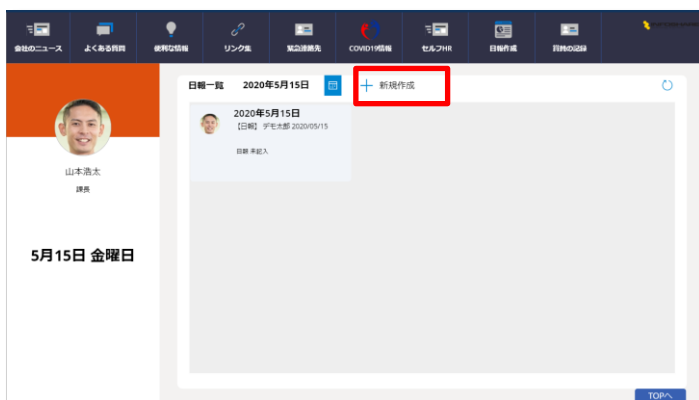 会社のニュース
よくある質問
便利な情報
リンク集
緊急連絡先
COVID19情報
セルフHR
日報作成
日報一覧 2020年5月15日 新規作成
2020年5月15日
【日報】 デモ太郎 2020/05/15
日報 未記入
山本浩太
課長
5月15日 金曜日
TOPへ